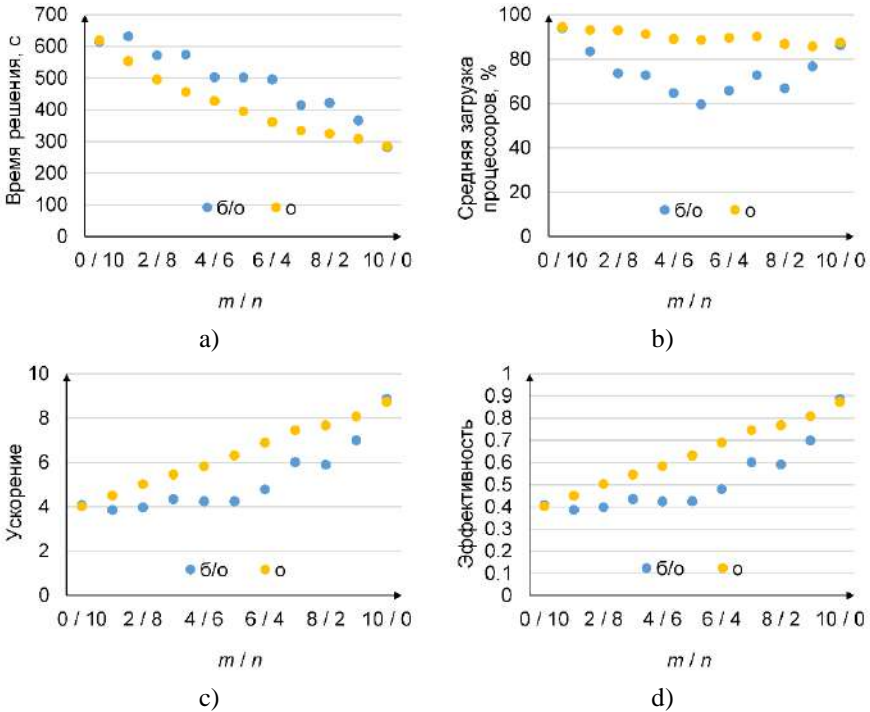 Время решения, с
700
600
500
400
300
200
100
0
б/о о
0 / 10 2 / 8 4 / 6 6 / 4 8 / 2 10 / 0
m / n
a)
Средняя загрузка
процессоров, %
100
80
60
40
20
0
б/о о
0 / 10 2 / 8 4 / 6 6 / 4 8 / 2 10 / 0
m / n
b)
Ускорение
10
8
6
4
2
0
б/о о
0 / 10 2 / 8 4 / 6 6 / 4 8 / 2 10 / 0
m / n
c)
Эффективность
1
0.9
0.8
0.7
0.6
0.5
0.4
0.3
0.2
0.1
0
б/о о
0 / 10 2 / 8 4 / 6 6 / 4 8 / 2 10 / 0
m / n
d)